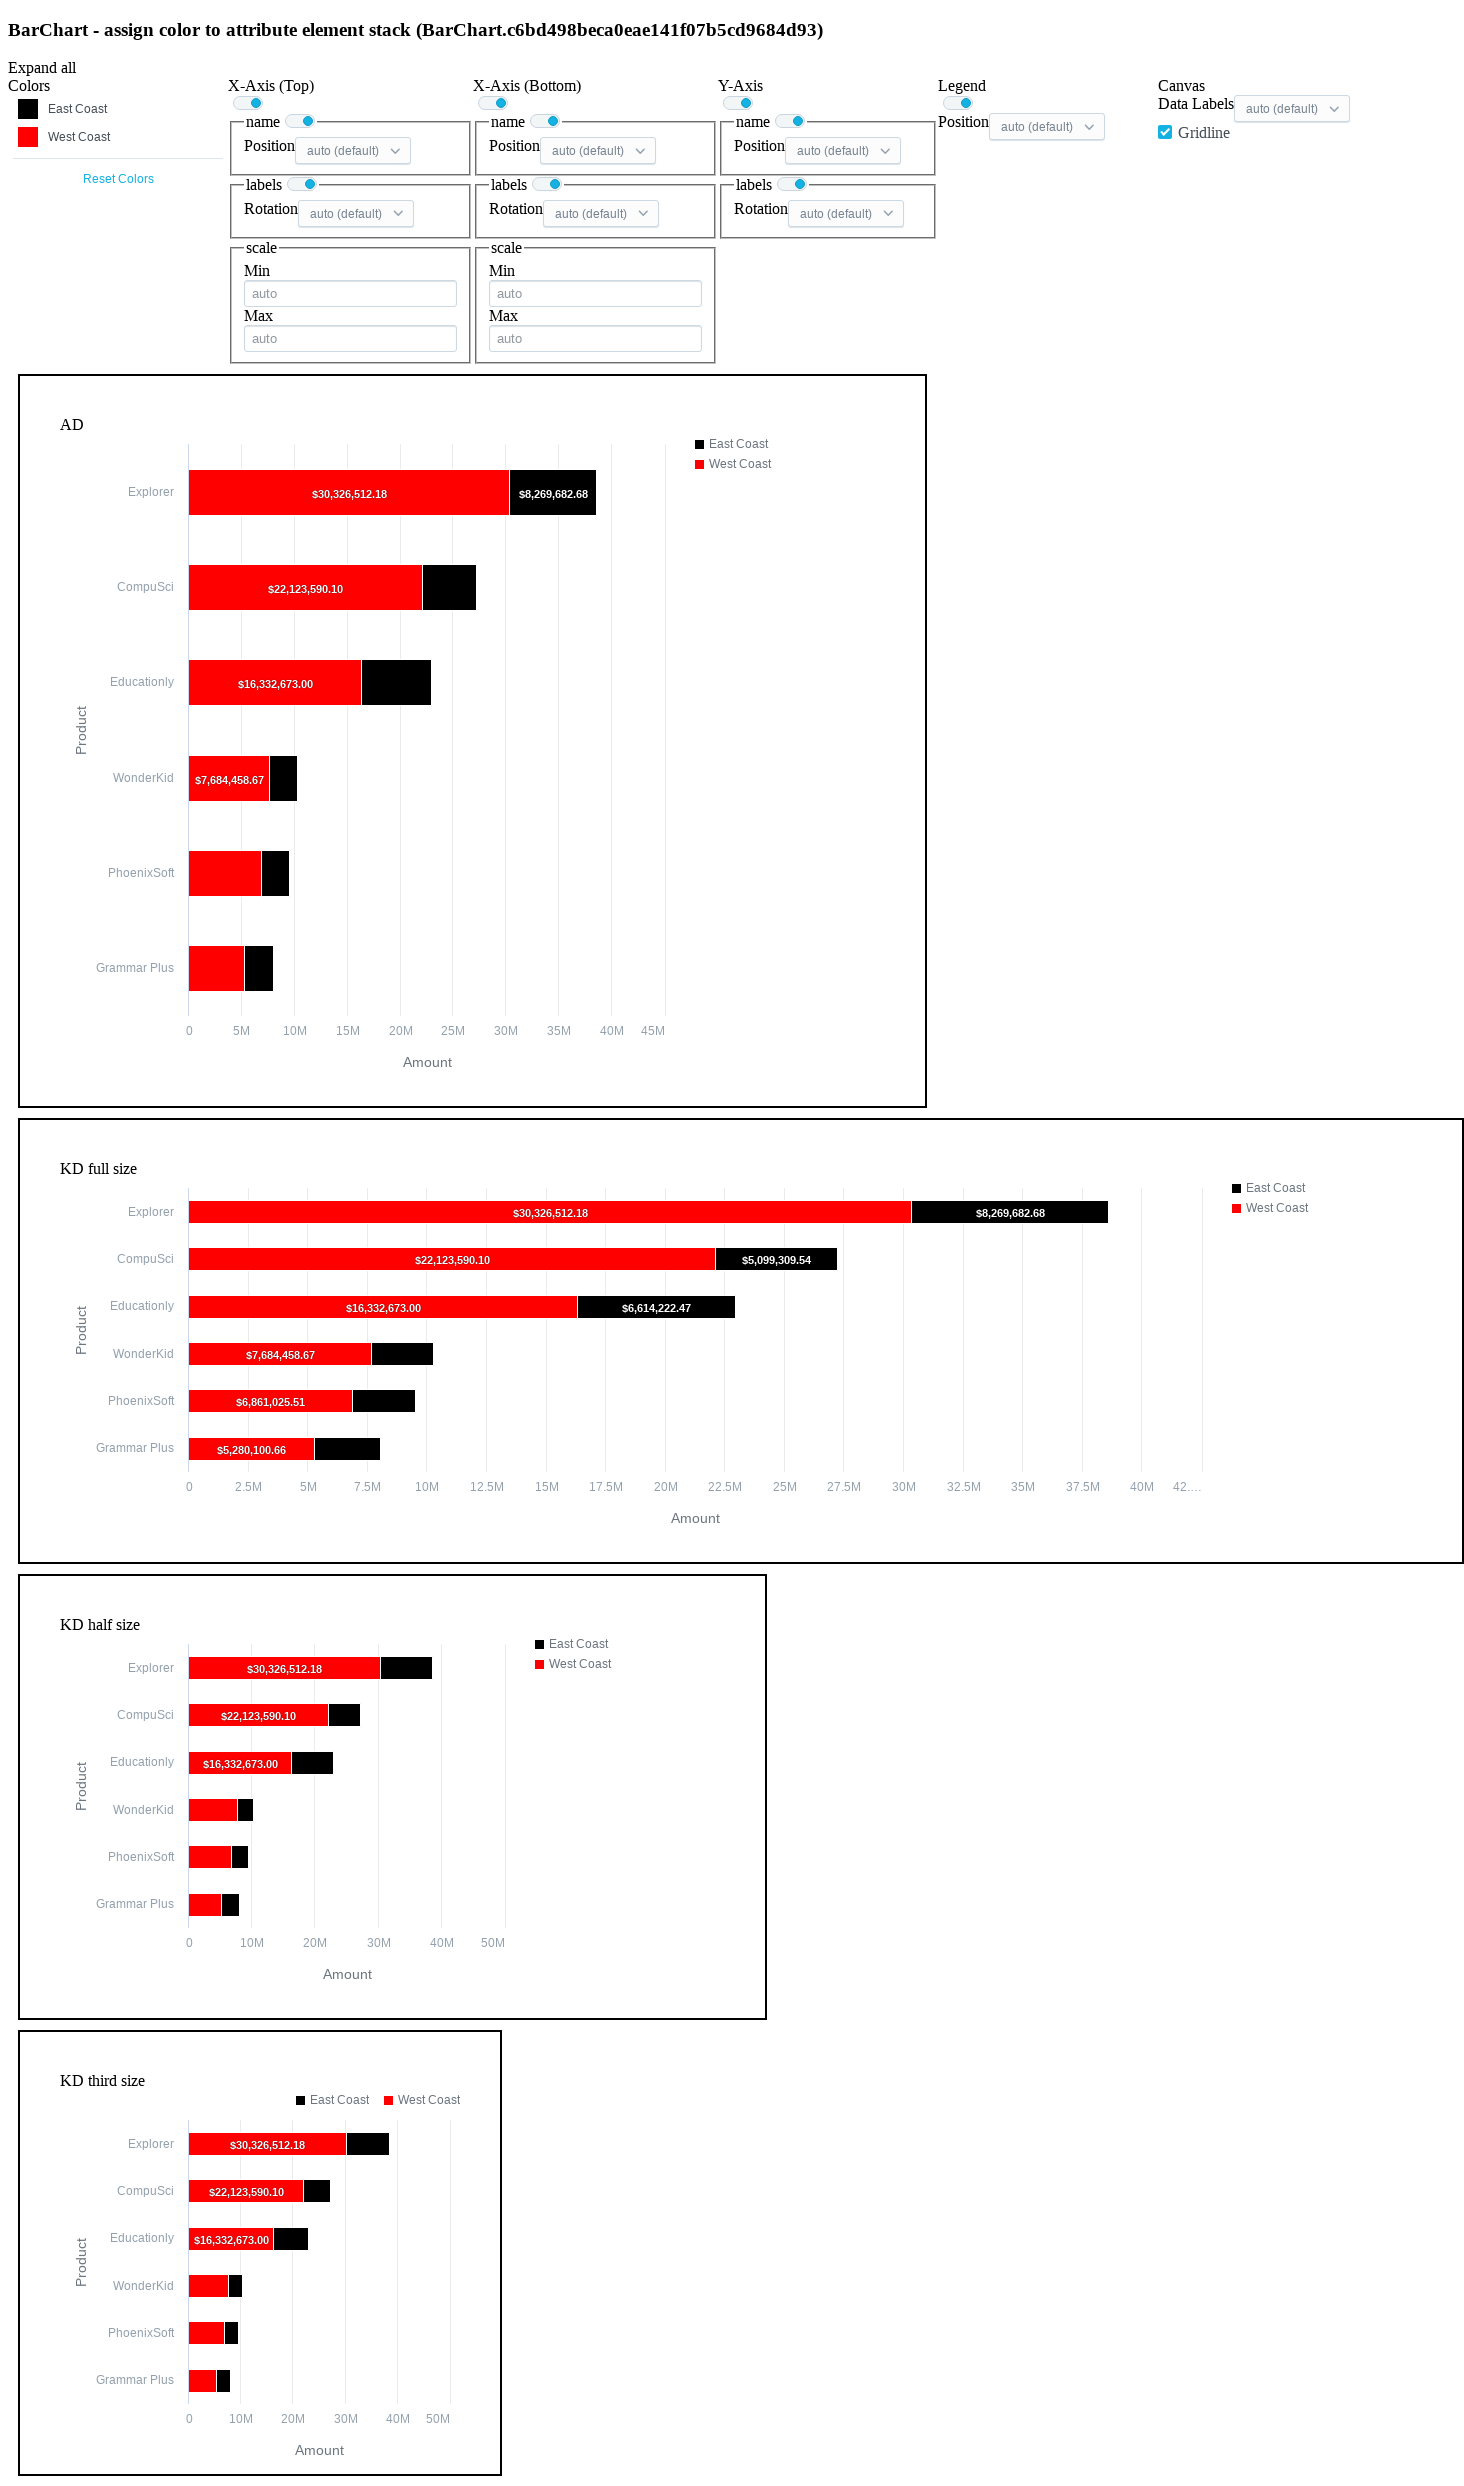 BarChart - assign color to attribute element stack (BarChart.c6bd498beca0eae141f07b5cd9684d93)
Expand all
Colors
East Coast
West Coast
Reset Colors
X-Axis (Top)
name
Position auto (default)
labels
Rotation auto (default)
scale
Min
auto
Max
auto
X-Axis (Bottom)
name
Position auto (default)
labels
Rotation auto (default)
scale
Min
auto
Max
auto
Y-Axis
name
Position auto (default)
labels
Rotation auto (default)
Legend
Position auto (default)
Canvas
Data Labels auto (default)
Gridline
AD
East Coast
West Coast
Explorer $30,326,512.18 $8,269,682.68
CompuSci $22,123,590.10
Educationly $16,332,673.00
WonderKid $7,684,458.67
PhoenixSoft
Grammar Plus
Product
0 5M 10M 15M 20M 25M 30M 35M 40M 45M
Amount
KD full size
East Coast
West Coast
Explorer $30,326,512.18 $8,269,682.68
CompuSci $22,123,590.10 $5,099,309.54
Educationly $16,332,673.00 $6,614,222.47
WonderKid $7,684,458.67
PhoenixSoft $6,861,025.51
Grammar Plus $5,280,100.66
Product
0 2.5M 5M 7.5M 10M 12.5M 15M 17.5M 20M 22.5M 25M 27.5M 30M 32.5M 35M 37.5M 40M 42.…
Amount
KD half size
East Coast
West Coast
Explorer $30,326,512.18
CompuSci $22,123,590.10
Educationly $16,332,673.00
WonderKid
PhoenixSoft
Grammar Plus
Product
0 10M 20M 30M 40M 50M
Amount
KD third size
East Coast West Coast
Explorer $30,326,512.18
CompuSci $22,123,590.10
Educationly $16,332,673.00
WonderKid
PhoenixSoft
Grammar Plus
Product
0 10M 20M 30M 40M 50M
Amount